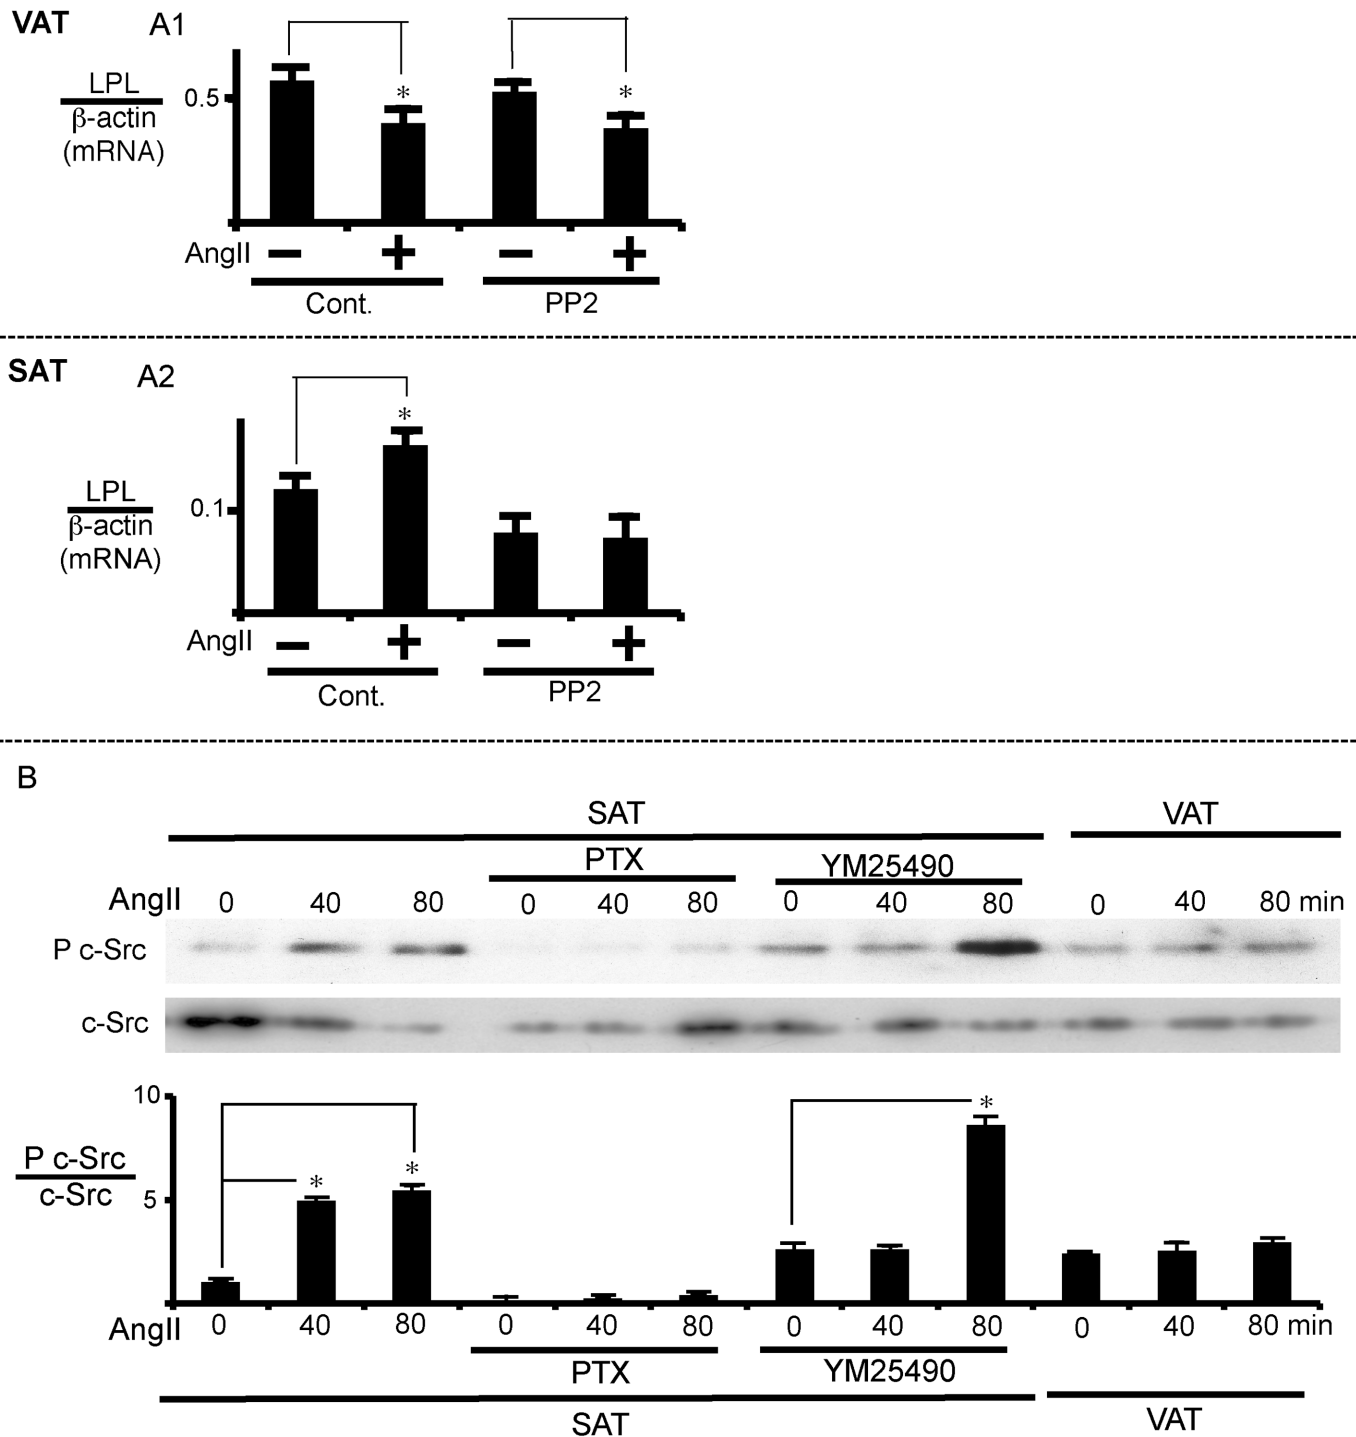 VAT A1
LPL
β-actin
(mRNA)
0.5
* *
AngII − + − +
Cont. PP2
SAT A2
*
LPL
β-actin
(mRNA)
0.1
AngII − + − +
Cont. PP2
B
SAT VAT
PTX YM25490
AngII 0 40 80 0 40 80 0 40 80 0 40 80 min
P c-Src
c-Src
10
* * *
P c-Src
c-Src
5
AngII 0 40 80 0 40 80 0 40 80 0 40 80 min
PTX YM25490
SAT VAT